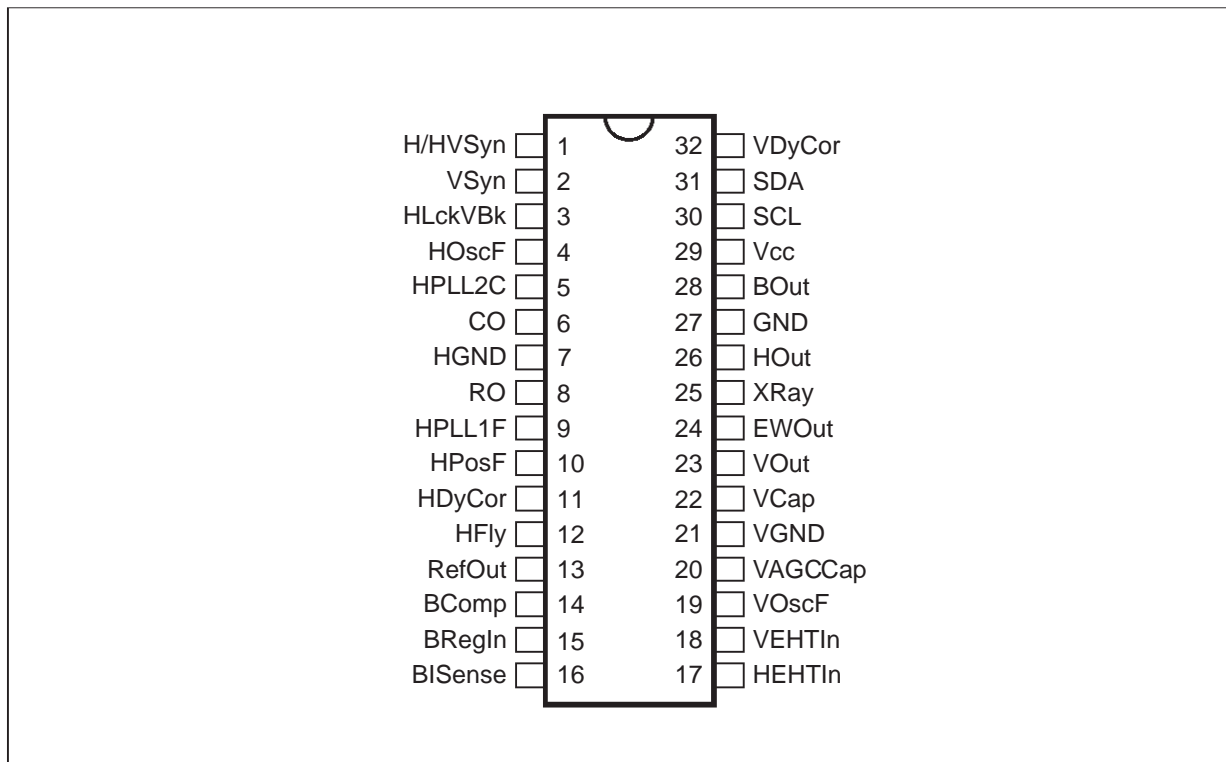 H/HVSyn 1 32 VDyCor
VSyn 2 31 SDA
HLckVBk 3 30 SCL
HOscF 4 29 Vcc
HPLL2C 5 28 BOut
CO 6 27 GND
HGND 7 26 HOut
RO 8 25 XRay
HPLL1F 9 24 EWOut
HPosF 10 23 VOut
HDyCor 11 22 VCap
HFly 12 21 VGND
RefOut 13 20 VAGCCap
BComp 14 19 VOscF
BRegIn 15 18 VEHTIn
BISense 16 17 HEHTIn